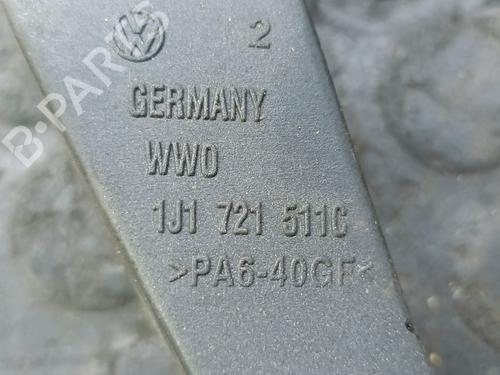 2
GERMANY
WWO
1J1 721 511C
>PA6-40GF<
B-PARTS